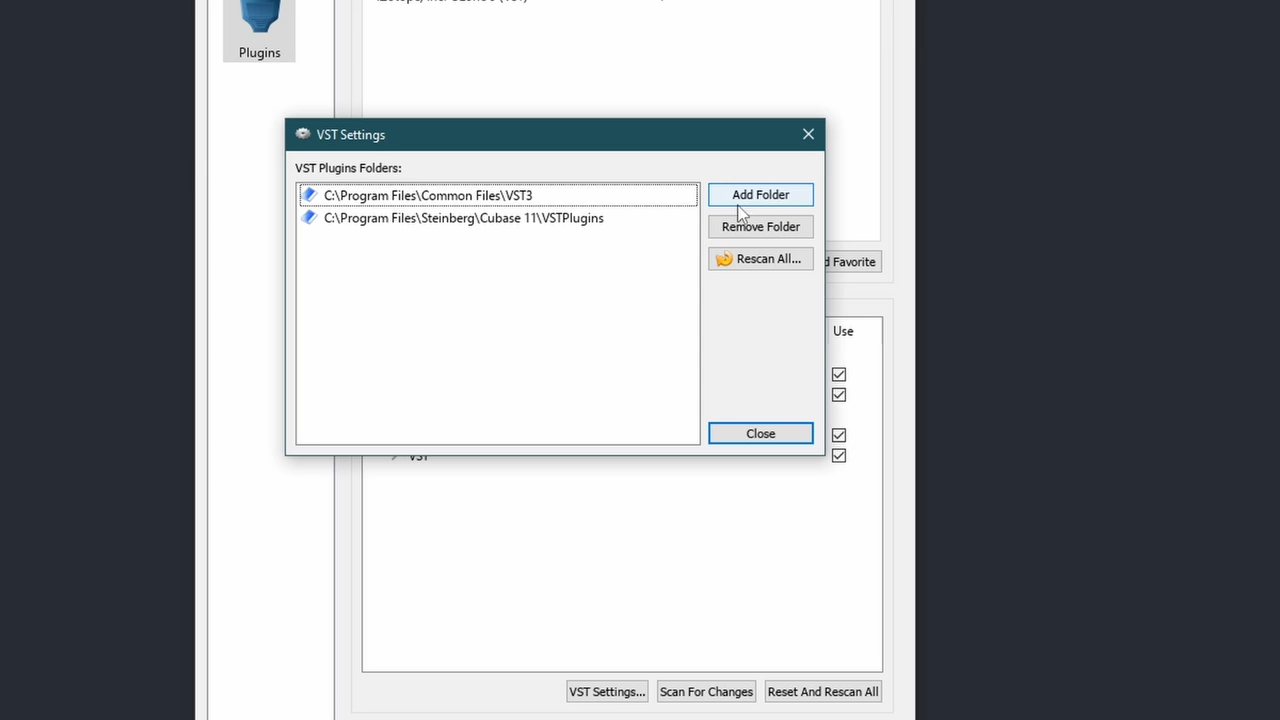 Plugins
VST Settings
VST Plugins Folders:
C:\Program Files\Common Files\VST3
C:\Program Files\Steinberg\Cubase 11\VSTPlugins
Add Folder
Remove Folder
Rescan All...
Favorite
Use
Close
VST
VST Settings...
Scan For Changes
Reset And Rescan All